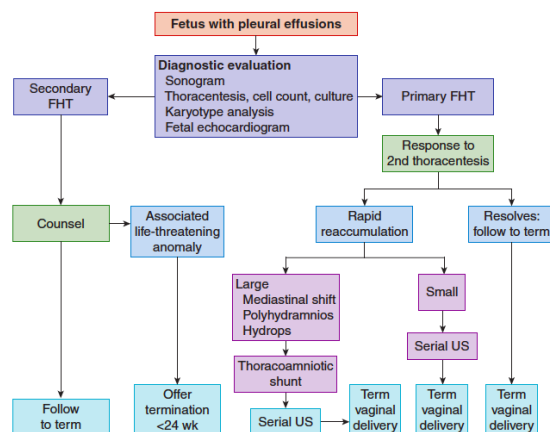 Fetus with pleural effusions
Diagnostic evaluation
Sonogram
Thoracentesis, cell count, culture
Karyotype analysis
Fetal echocardiogram
Secondary
FHT
Primary FHT
Response to
2nd thoracentesis
Counsel
Associated
life-threatening
anomaly
Rapid
reaccumulation
Resolves:
follow to term
Large
Mediastinal shift
Polyhydramnios
Hydrops
Small
Serial US
Thoracoamniotic
shunt
Follow
to term
Offer
termination
<24 wk
Serial US
Term
vaginal
delivery
Term
vaginal
delivery
Term
vaginal
delivery